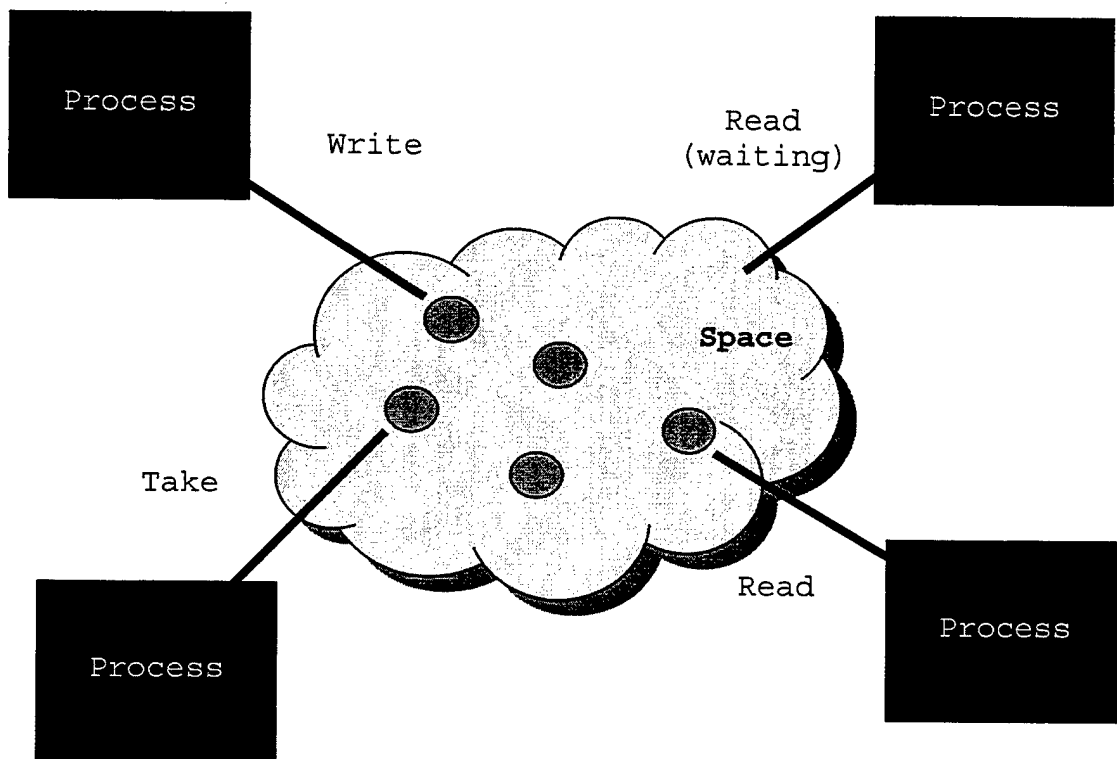 Process
Process
Write
Read
(waiting)
Space
Take
Read
Process
Process